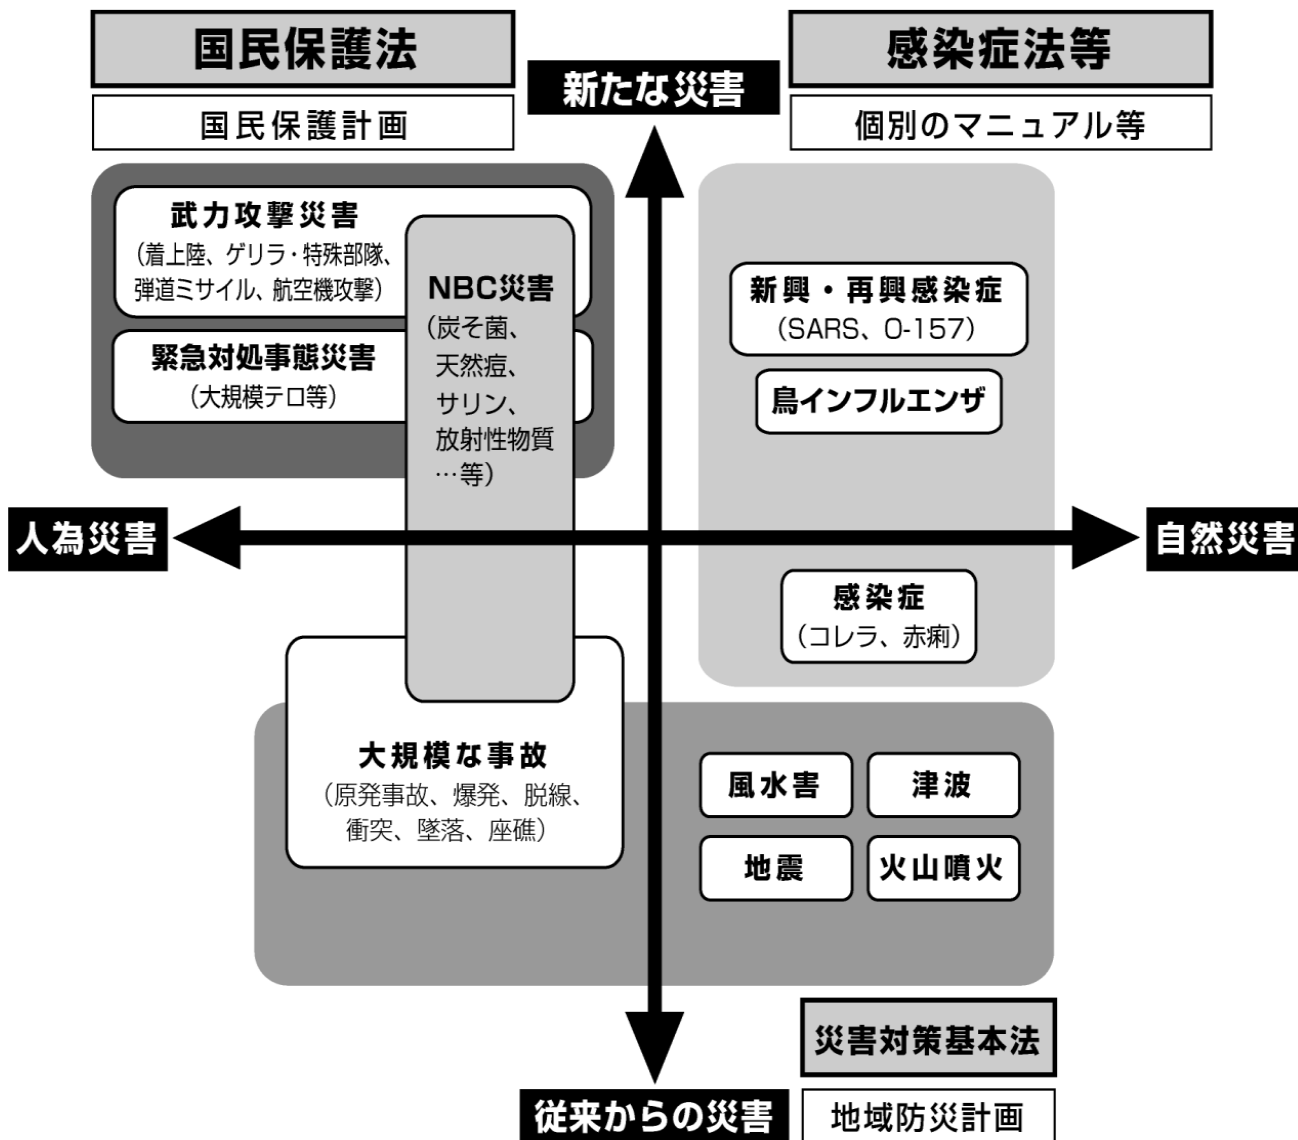 国民保護法
国民保護計画
新たな災害
感染症法等
個別のマニュアル等
武力攻撃災害
（着上陸、ゲリラ・特殊部隊、
弾道ミサイル、航空機攻撃）
緊急対処事態災害
（大規模テロ等）
NBC災害
（炭そ菌、
天然痘、
サリン、
放射性物質
…等）
新興・再興感染症
（SARS、O-157）
鳥インフルエンザ
人為災害
自然災害
感染症
（コレラ、赤痢）
大規模な事故
（原発事故、爆発、脱線、
衝突、墜落、座礁）
風水害
津波
地震
火山噴火
災害対策基本法
地域防災計画
従来からの災害